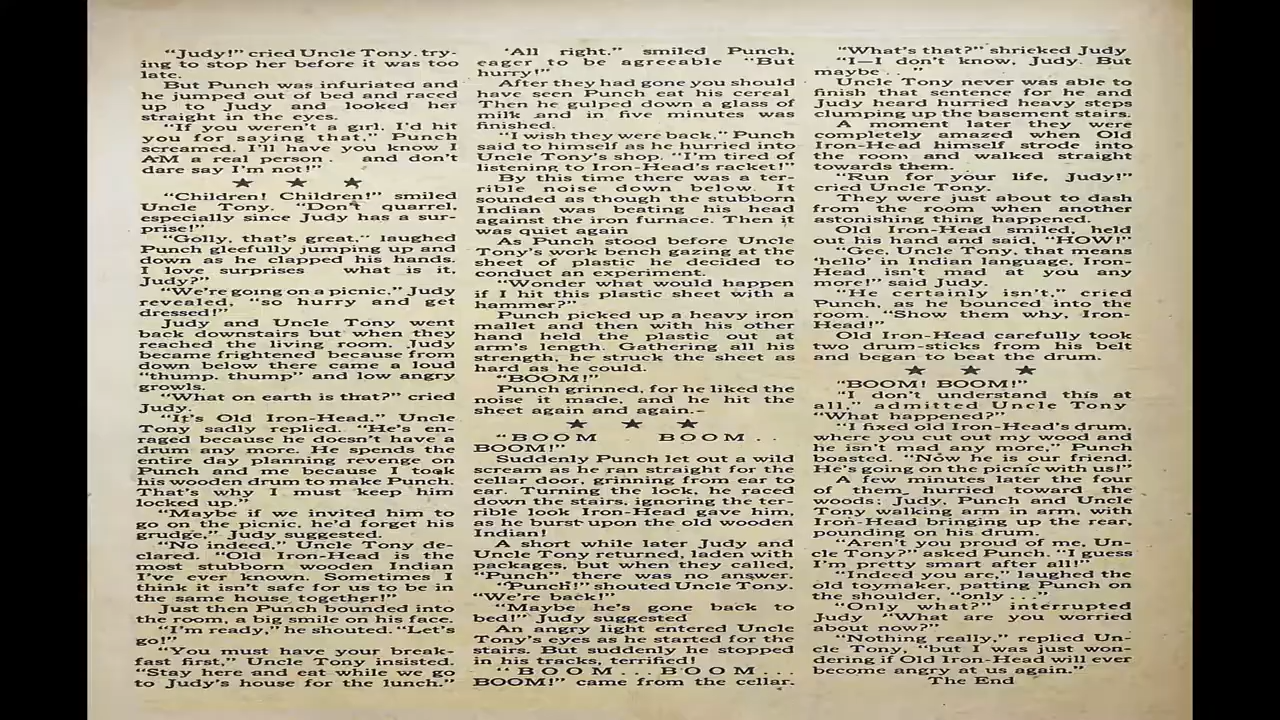 "Judy!" cried Uncle Tony. try-
ing to stop her before it was too
late.
But Punch was infuriated and
he jumped out of bed and raced
up to Judy and looked her
straight in the eyes.
"If you weren't a girl, I'd hit
you for saying that," Punch
screamed. I'll have you know I
AM a real person . and don't
dare say I'm not!"
★ ★ ★
"Children! Children!" smiled
Uncle Tony. "Don't quarrel,
especially since Judy has a sur-
prise!"
"Golly, that's great," laughed
Punch gleefully jumping up and
down as he clapped his hands.
I love surprises what is it,
Judy?"
"We're going on a picnic," Judy
revealed, "so hurry and get
dressed!"
Judy and Uncle Tony went
back downstairs but when they
reached the living room. Judy
became frightened because from
down below there came a loud
"thump. thump" and low angry
growls.
"What on earth is that?" cried
Judy.
"It's Old Iron-Head," Uncle
Tony sadly replied. "He's en-
raged because he doesn't have a
drum any more. He spends the
entire day planning revenge on
Punch and me because I took
his wooden drum to make Punch.
That's why I must keep him
locked up."
"Maybe if we invited him to
go on the picnic, he'd forget his
grudge," Judy suggested.
"No indeed," Uncle Tony de-
clared. "Old Iron-Head is the
most stubborn wooden Indian
I've ever known. Sometimes I
think it isn't safe for us to be in
the same house together!"
Just then Punch bounded into
the room, a big smile on his face.
"I'm ready," he shouted. "Let's
go!"
"You must have your break-
fast first," Uncle Tony insisted.
"Stay here and eat while we go
to Judy's house for the lunch."
'All right." smiled Punch,
eager to be agreeable "But
hurry!"
After they had gone you should
have seen Punch eat his cereal
Then he gulped down a glass of
milk and in five minutes was
finished.
"I wish they were back," Punch
said to himself as he hurried into
Uncle Tony's shop. "I'm tired of
listening to Iron-Head's racket!"
By this time there was a ter-
rible noise down below. It
sounded as though the stubborn
Indian was beating his head
against the iron furnace. Then it
was quiet again
As Punch stood before Uncle
Tony's work bench gazing at the
sheet of plastic he decided to
conduct an experiment.
"Wonder what would happen
if I hit this plastic sheet with a
hammer?"
Punch picked up a heavy iron
mallet and then with his other
hand held the plastic out at
arm's length. Gathering all his
strength, he struck the sheet as
hard as he could.
"BOOM!"
Punch grinned, for he liked the
noise it made, and he hit the
sheet again and again.-
★ ★ ★
"BOOM BOOM . .
BOOM!"
Suddenly Punch let out a wild
scream as he ran straight for the
cellar door, grinning from ear to
ear. Turning the lock, he raced
down the stairs, ignoring the ter-
rible look Iron-Head gave him,
as he burst upon the old wooden
Indian!
A short while later Judy and
Uncle Tony returned, laden with
packages, but when they called,
"Punch" there was no answer.
"Punch!" shouted Uncle Tony.
"We're back!"
"Maybe he's gone back to
bed!" Judy suggested
An angry light entered Uncle
Tony's eyes as he started for the
stairs. But suddenly he stopped
in his tracks, terrified!
"BOOM . . . BOOM . . .
BOOM!" came from the cellar.
"What's that?" shrieked Judy
"I—I don't know, Judy. But
maybe . . "
Uncle Tony never was able to
finish that sentence for he and
Judy heard hurried heavy steps
clumping up the basement stairs.
A moment later they were
completely amazed when Old
Iron-Head himself strode into
the room and walked straight
towards them.
"Run for your life, Judy!"
cried Uncle Tony.
They were just about to dash
from the room when another
astonishing thing happened.
Old Iron-Head smiled, held
out his hand and said, "HOW!"
"Gee, Uncle Tony, that means
'hello' in Indian language, Iron-
Head isn't mad at you any
more!" said Judy.
"He certainly isn't," cried
Punch, as he bounced into the
room. "Show them why, Iron-
Head!"
Old Iron-Head carefully took
two drum-sticks from his belt
and began to beat the drum.
★ ★ ★
"BOOM! BOOM!"
"I don't understand this at
all," admitted Uncle Tony
"What happened?"
"I fixed old Iron-Head's drum,
where you cut out my wood and
he isn't mad any more," Punch
boasted. "Now he is our friend.
He's going on the picnic with us!"
A few minutes later the four
of them hurried toward the
woods; Judy, Punch and Uncle
Tony walking arm in arm, with
Iron-Head bringing up the rear,
pounding on his drum.
"Aren't you proud of me, Un-
cle Tony?" asked Punch. "I guess
I'm pretty smart after all!"
"Indeed you are," laughed the
old toymaker, patting Punch on
the shoulder, "only . . ."
"Only what?" interrupted
Judy "What are you worried
about now?"
"Nothing really," replied Un-
cle Tony, "but I was just won-
dering if Old Iron-Head will ever
become angry at us again."
The End